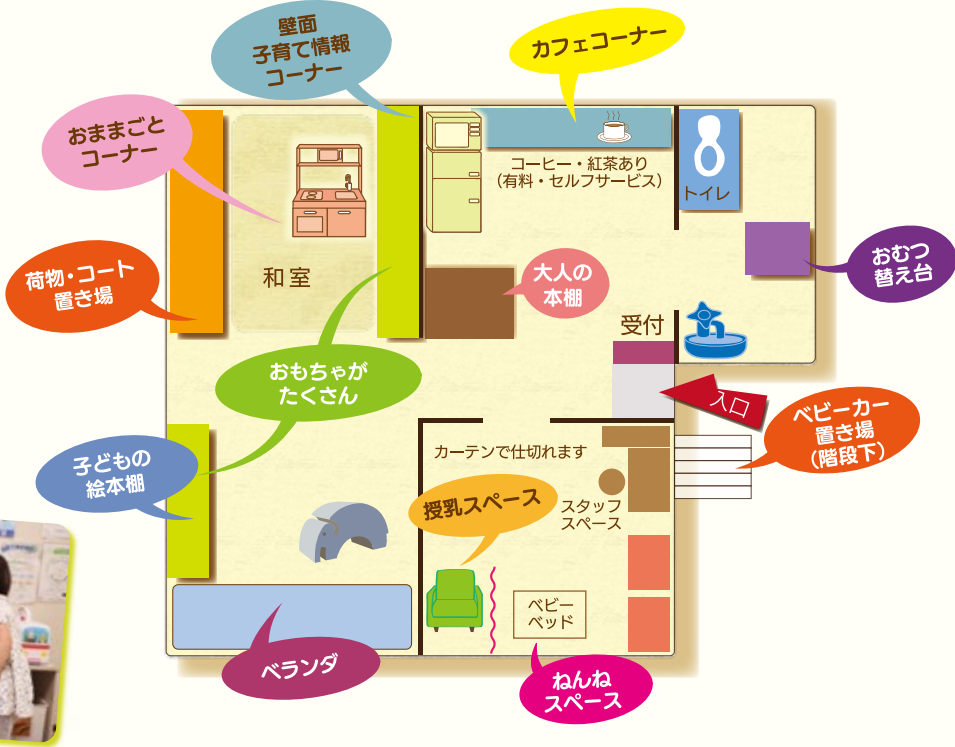 壁面
子育て情報
コーナー
カフェコーナー
おままごと
コーナー
コーヒー・紅茶あり
（有料・セルフサービス）
トイレ
荷物・コート
置き場
和室
大人の
本棚
おむつ
替え台
受付
おもちゃが
たくさん
入口
ベビーカー
置き場
（階段下）
子どもの
絵本棚
カーテンで仕切れます
授乳スペース
スタッフ
スペース
ベビー
ベッド
ベランダ
ねんね
スペース